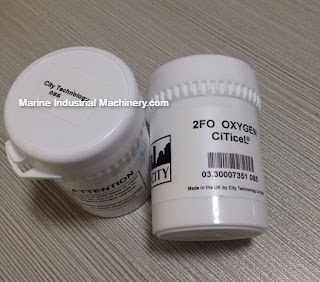 City Technology
085
Marine Industrial Machinery.com
ATTENTION
CITY
2FO OXYGEN
CiTiceL®
03.30007351 085
Made in the UK by City Technology